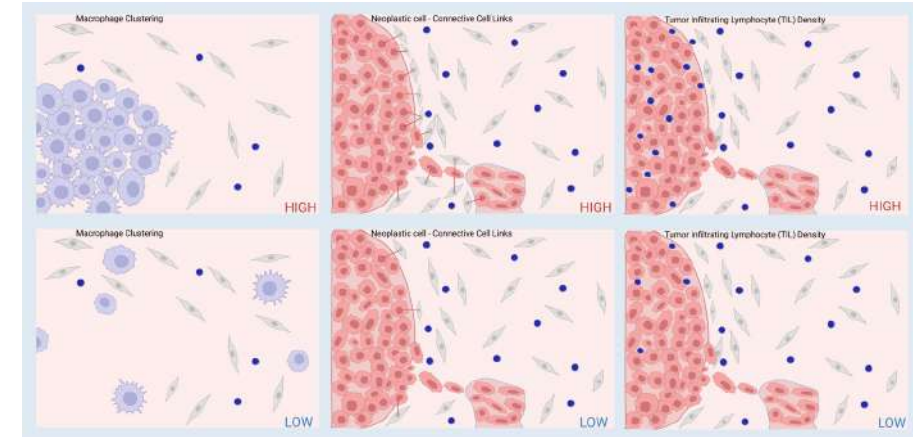 Macrophage Clustering
Neoplastic cell - Connective Cell Links
Tumor Infiltrating Lymphocyte (TIL) Density
HIGH
HIGH
HIGH
Macrophage Clustering
Neoplastic cell - Connective Cell Links
Tumor Infiltrating Lymphocyte (TIL) Density
LOW
LOW
LOW